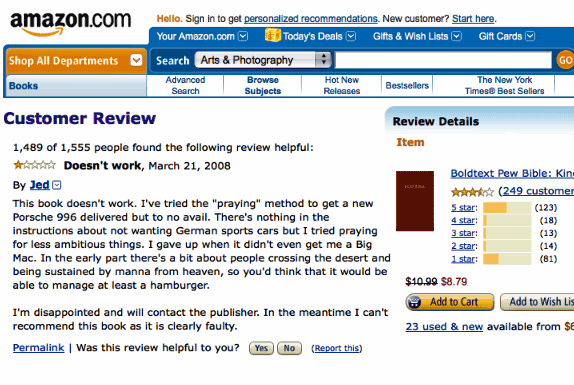 amazon.com
Hello. Sign in to get personalized recommendations. New customer? Start here.
Your Amazon.com Today's Deals Gifts & Wish Lists Gift Cards
Shop All Departments Search Arts & Photography GO
Books Advanced Search Browse Subjects Hot New Releases Bestsellers The New York Times® Best Sellers
Customer Review
1,489 of 1,555 people found the following review helpful:
Doesn't work, March 21, 2008
By Jed
This book doesn't work. I've tried the "praying" method to get a new
Porsche 996 delivered but to no avail. There's nothing in the
instructions about not wanting German sports cars but I tried praying
for less ambitious things. I gave up when it didn't even get me a Big
Mac. In the early part there's a bit about people crossing the desert and
being sustained by manna from heaven, so you'd think that it would be
able to manage at least a hamburger.
I'm disappointed and will contact the publisher. In the meantime I can't
recommend this book as it is clearly faulty.
Permalink | Was this review helpful to you? Yes No (Report this)
Review Details
Item
Boldtext Pew Bible: Kin
(249 customer
5 star: (123)
4 star: (18)
3 star: (13)
2 star: (14)
1 star: (81)
$10.99 $8.79
Add to Cart Add to Wish Lis
23 used & new available from $6